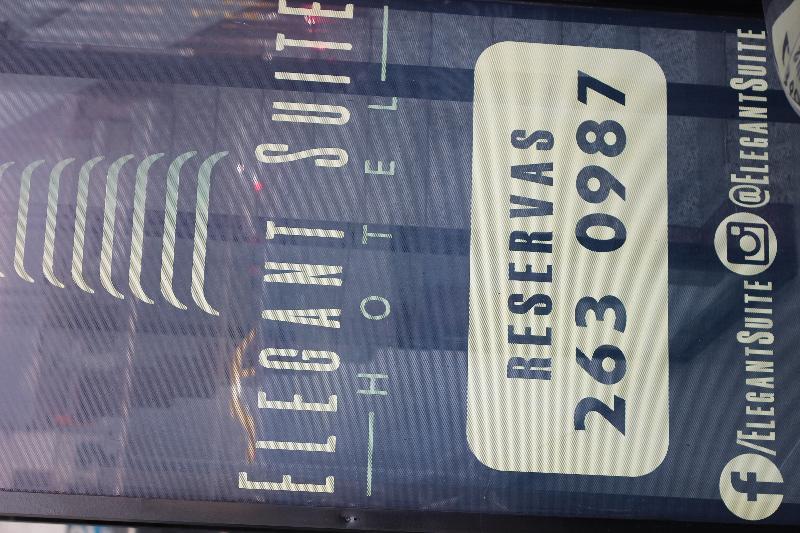 ELEGANT SUITE
HOTEL
RESERVAS
263 0987
/ELEGANTSUITE @ELEGANTSUITE